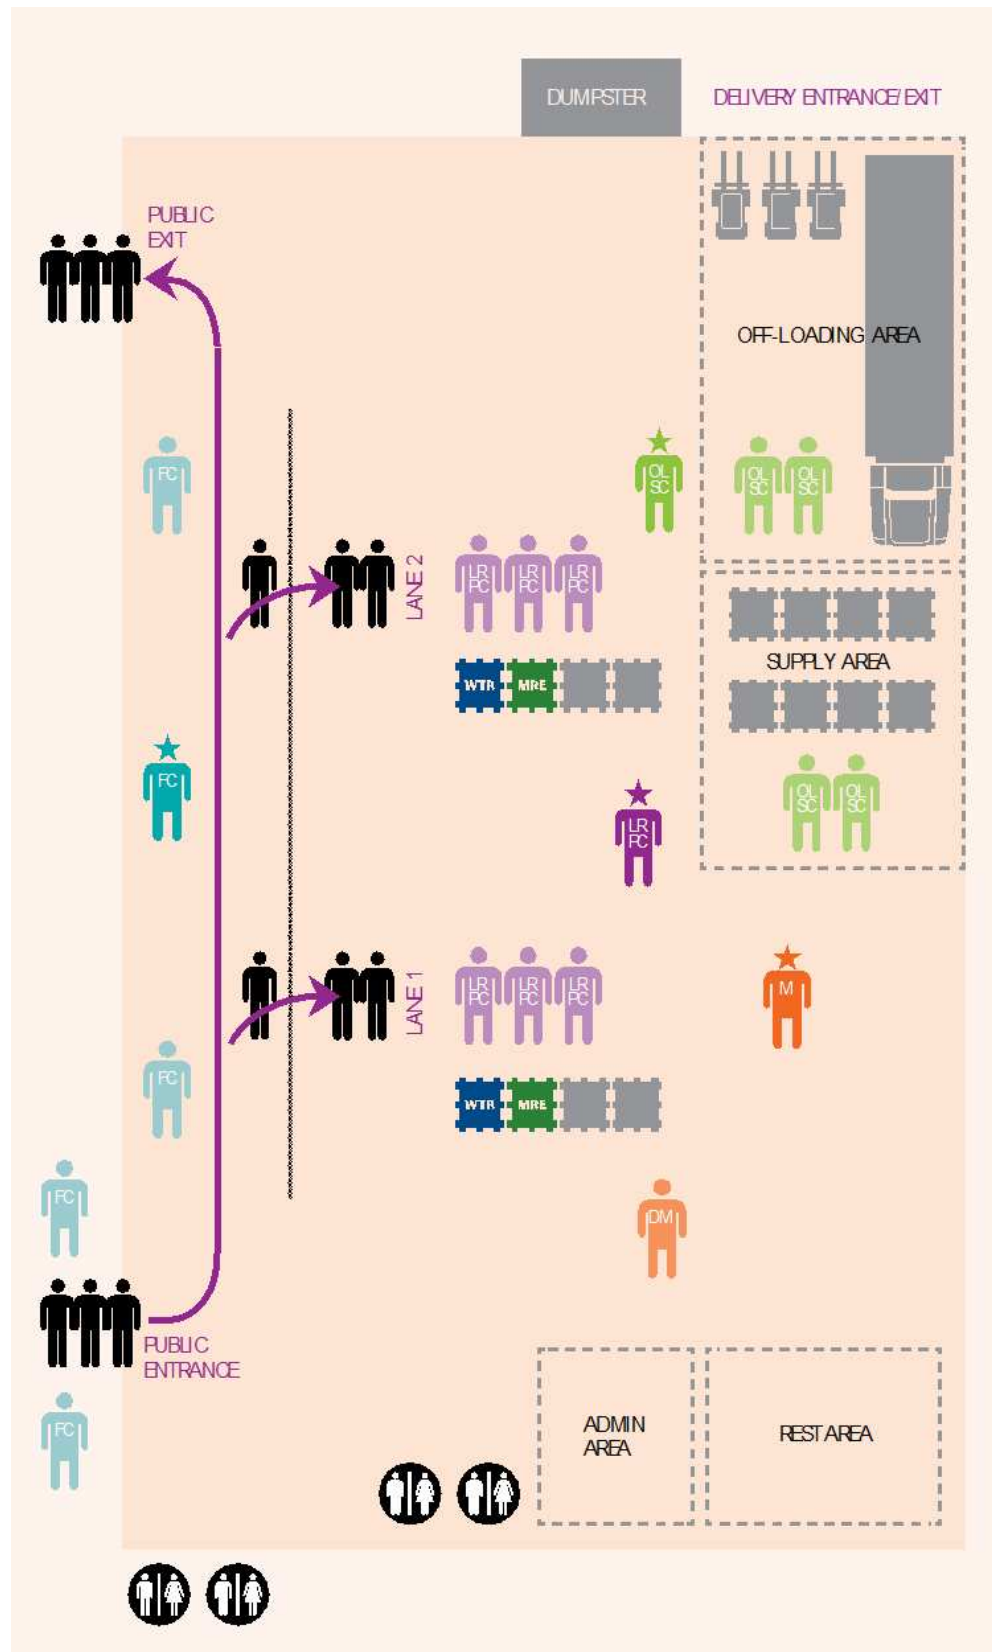 DUMPSTER
DELIVERY ENTRANCE/EXIT
PUBLIC
EXIT
OFF-LOADING AREA
FC
OL
SC
OL
SC
OL
SC
LANE 2
LR
PC
LR
PC
LR
PC
WTR
MRE
SUPPLY AREA
FC
LR
PC
OL
SC
OL
SC
LANE 1
LR
PC
LR
PC
LR
PC
M
FC
WTR
MRE
FC
DM
PUBLIC
ENTRANCE
FC
ADMIN
AREA
REST AREA